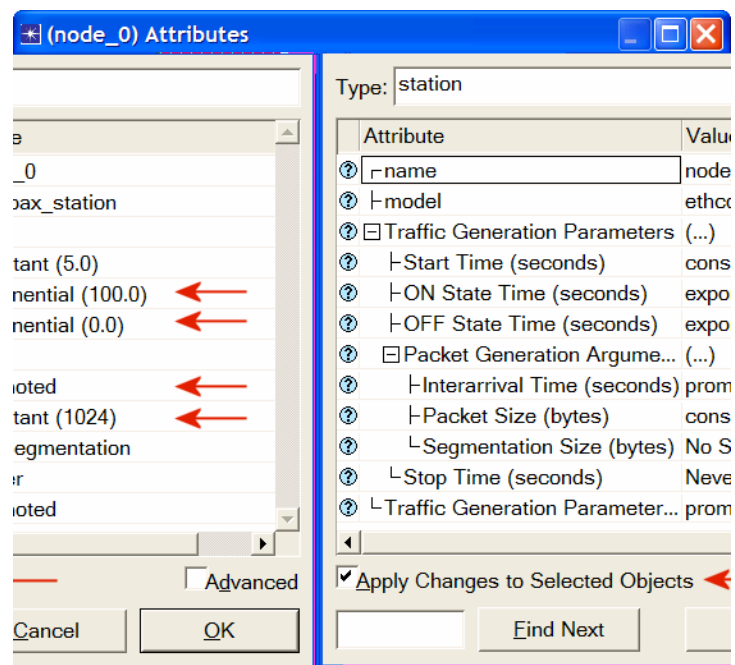 (node_0) Attributes
e
_0
pax_station
tant (5.0)
nential (100.0)
nential (0.0)
noted
tant (1024)
egmentation
er
noted
Advanced
Cancel
OK
Type: station
Attribute Value
name node
model ethco
Traffic Generation Parameters (...)
Start Time (seconds) cons
ON State Time (seconds) expo
OFF State Time (seconds) expo
Packet Generation Argume... (...)
Interarrival Time (seconds) prom
Packet Size (bytes) cons
Segmentation Size (bytes) No S
Stop Time (seconds) Neve
Traffic Generation Parameter... prom
Apply Changes to Selected Objects
Find Next